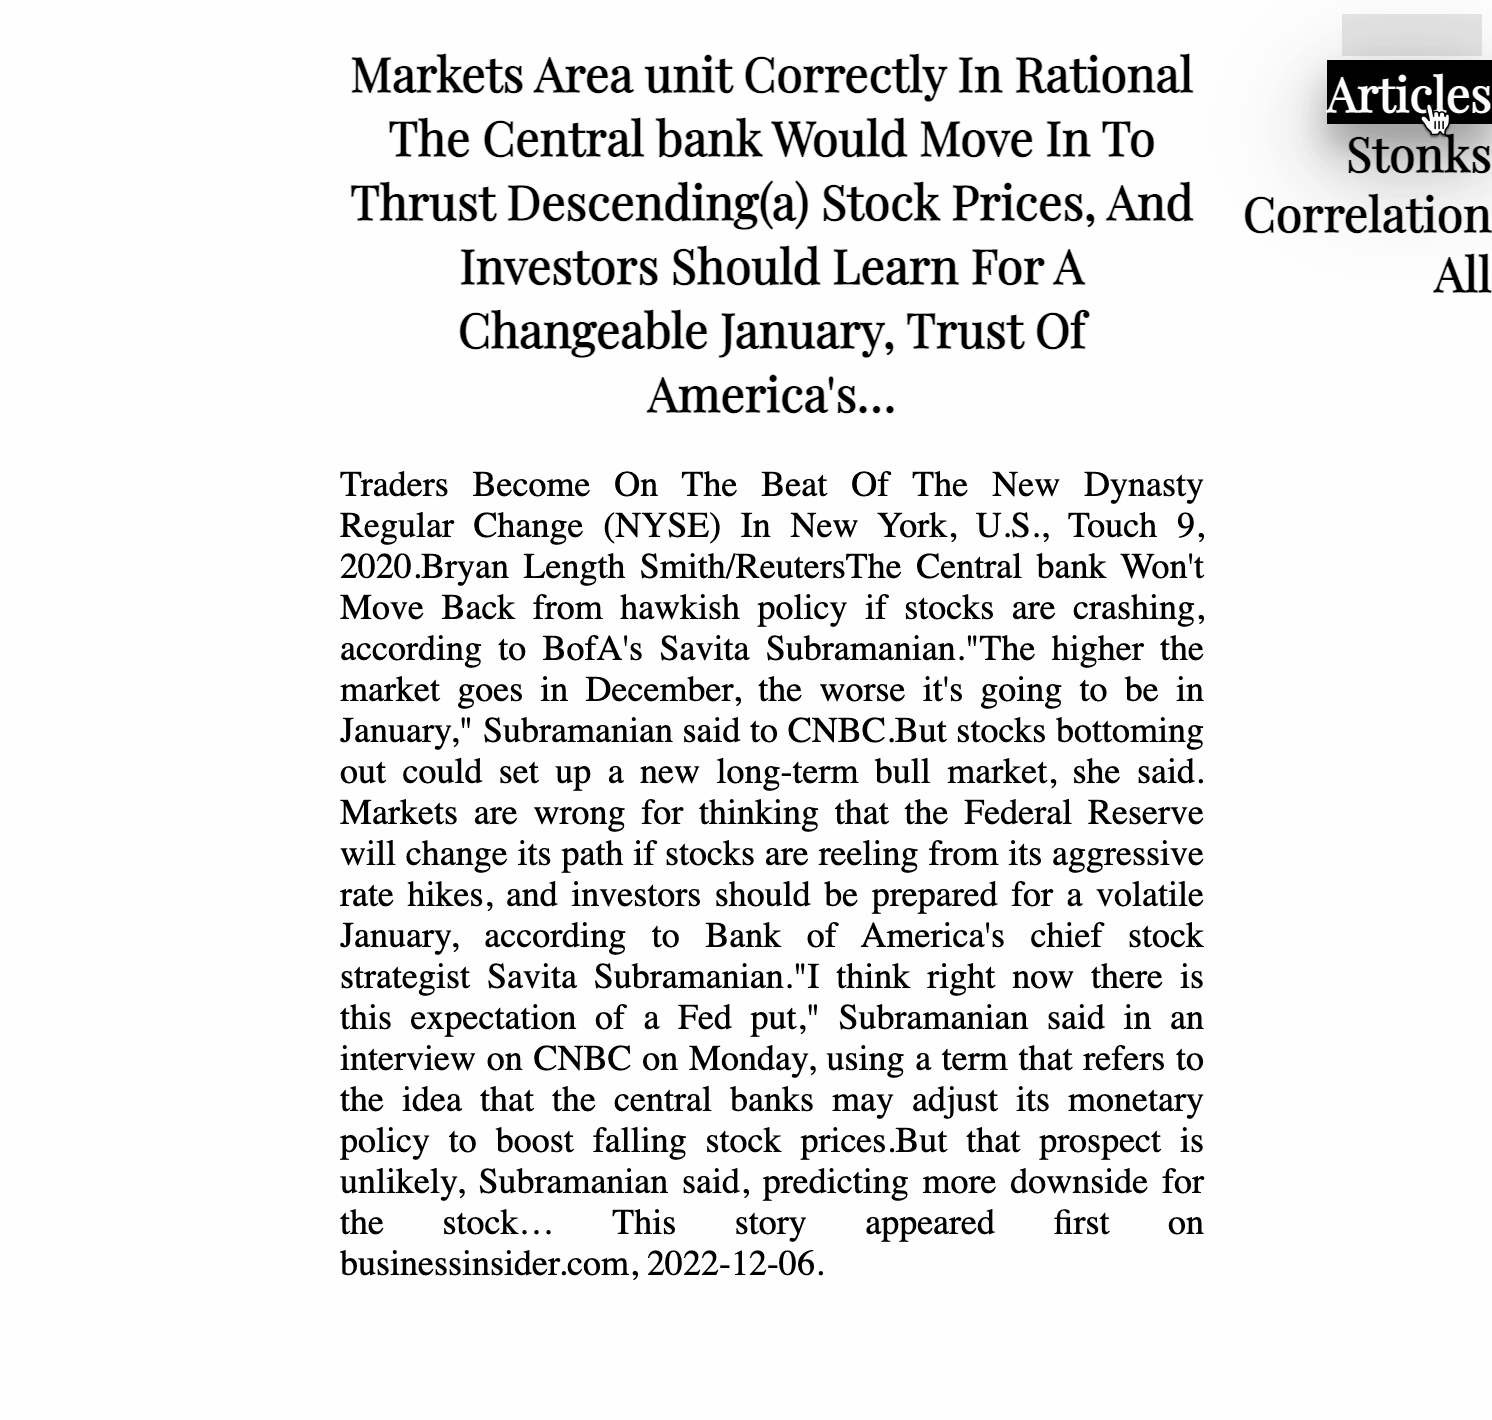 Markets Area unit Correctly In Rational
The Central bank Would Move In To
Thrust Descending(a) Stock Prices, And
Investors Should Learn For A
Changeable January, Trust Of
America's...
Articles
Stonks
Correlation
All
Traders Become On The Beat Of The New Dynasty
Regular Change (NYSE) In New York, U.S., Touch 9,
2020.Bryan Length Smith/ReutersThe Central bank Won't
Move Back from hawkish policy if stocks are crashing,
according to BofA's Savita Subramanian."The higher the
market goes in December, the worse it's going to be in
January," Subramanian said to CNBC.But stocks bottoming
out could set up a new long-term bull market, she said.
Markets are wrong for thinking that the Federal Reserve
will change its path if stocks are reeling from its aggressive
rate hikes, and investors should be prepared for a volatile
January, according to Bank of America's chief stock
strategist Savita Subramanian."I think right now there is
this expectation of a Fed put," Subramanian said in an
interview on CNBC on Monday, using a term that refers to
the idea that the central banks may adjust its monetary
policy to boost falling stock prices.But that prospect is
unlikely, Subramanian said, predicting more downside for
the stock… This story appeared first on
businessinsider.com, 2022-12-06.